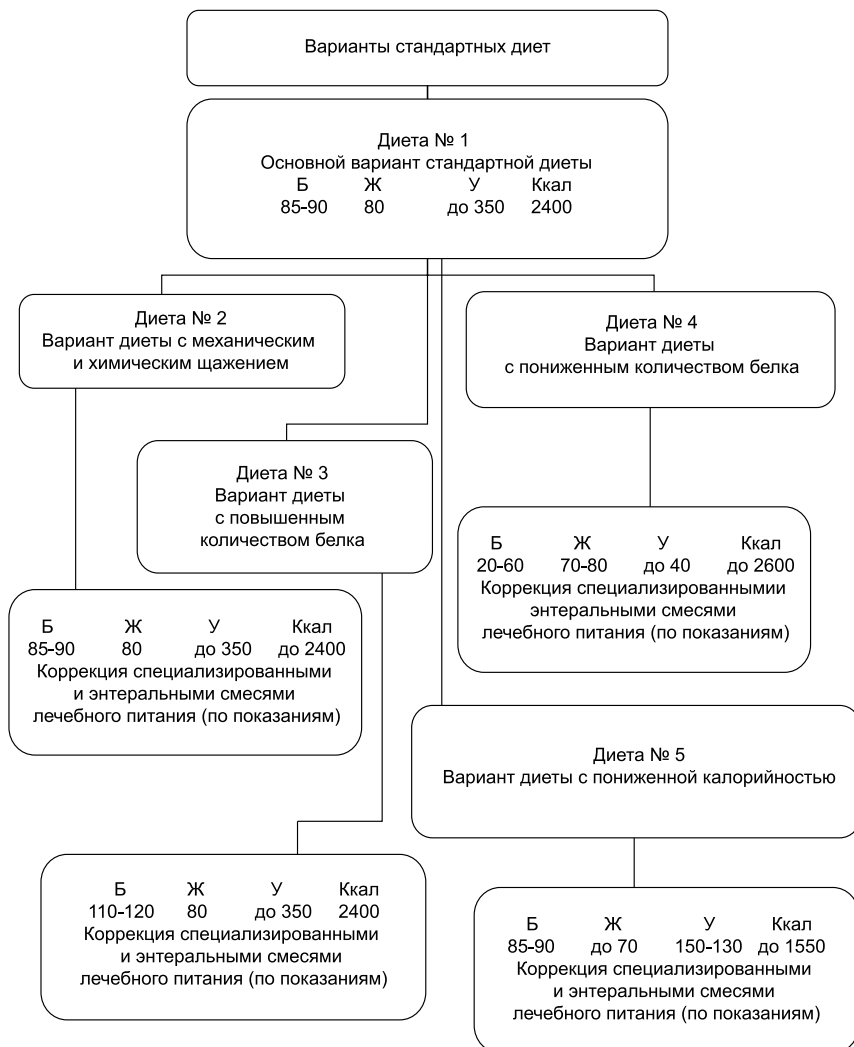 Варианты стандартных диет
Диета № 1
Основной вариант стандартной диеты
Б Ж У Ккал
85-90 80 до 350 2400
Диета № 2
Вариант диеты с механическим
и химическим щажением
Диета № 4
Вариант диеты
с пониженным количеством белка
Диета № 3
Вариант диеты
с повышенным
количеством белка
Б Ж У Ккал
20-60 70-80 до 40 до 2600
Коррекция специализированнымии
энтеральными смесями
лечебного питания (по показаниям)
Б Ж У Ккал
85-90 80 до 350 до 2400
Коррекция специализированными
и энтеральными смесями
лечебного питания (по показаниям)
Диета № 5
Вариант диеты с пониженной калорийностью
Б Ж У Ккал
110-120 80 до 350 2400
Коррекция специализированными
и энтеральными смесями
лечебного питания (по показаниям)
Б Ж У Ккал
85-90 до 70 150-130 до 1550
Коррекция специализированными
и энтеральными смесями
лечебного питания (по показаниям)